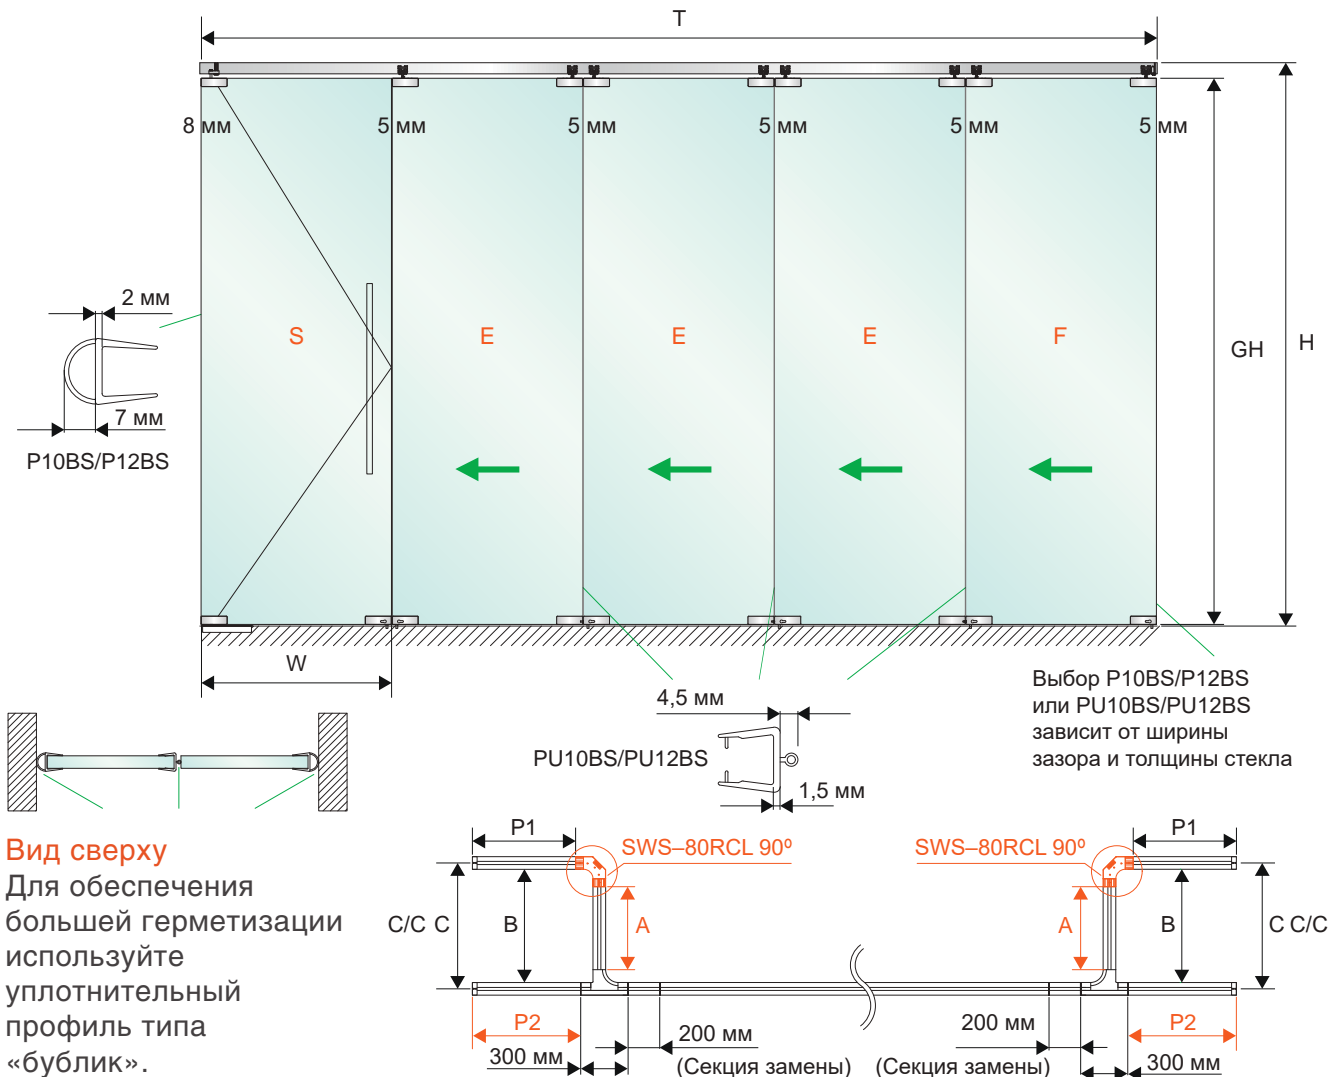 T
8 мм
5 мм
5 мм
5 мм
5 мм
5 мм
2 мм
S
E
E
E
F
GH
H
7 мм
P10BS/P12BS
W
4,5 мм
PU10BS/PU12BS
1,5 мм
Выбор P10BS/P12BS
или PU10BS/PU12BS
зависит от ширины
зазора и толщины стекла
Вид сверху
Для обеспечения
большей герметизации
используйте
уплотнительный
профиль типа
«бублик».
P1
SWS–80RCL 90º
SWS–80RCL 90º
P1
C/C
C
B
A
A
B
C
C/C
P2
300 мм
200 мм
(Секция замены)
200 мм
(Секция замены)
P2
300 мм